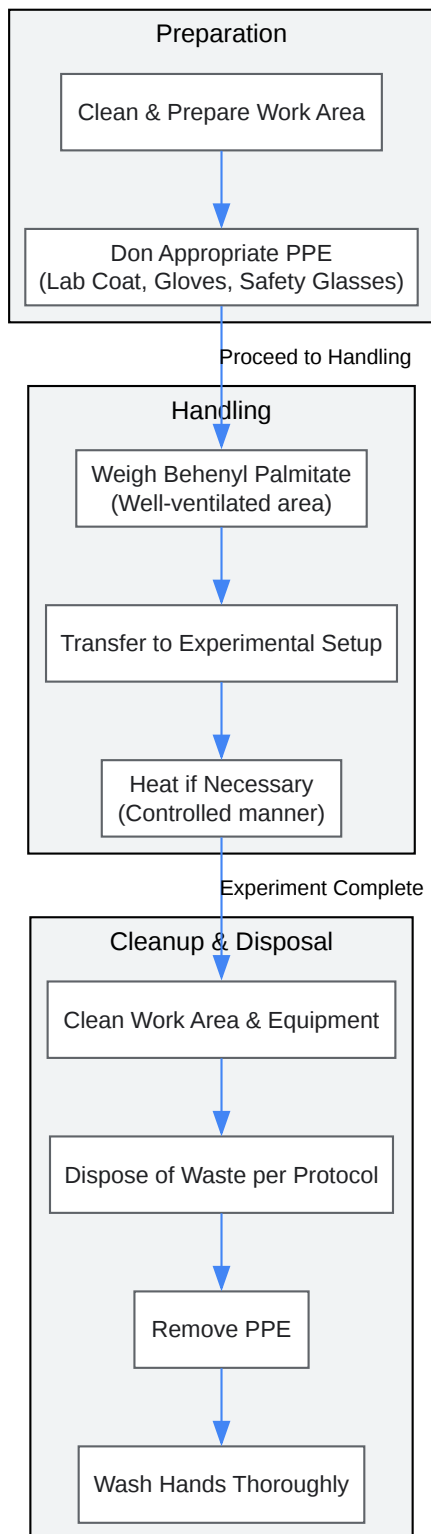 Preparation
Clean & Prepare Work Area
Don Appropriate PPE
(Lab Coat, Gloves, Safety Glasses)
Proceed to Handling
Handling
Weigh Behenyl Palmitate
(Well-ventilated area)
Transfer to Experimental Setup
Heat if Necessary
(Controlled manner)
Experiment Complete
Cleanup & Disposal
Clean Work Area & Equipment
Dispose of Waste per Protocol
Remove PPE
Wash Hands Thoroughly